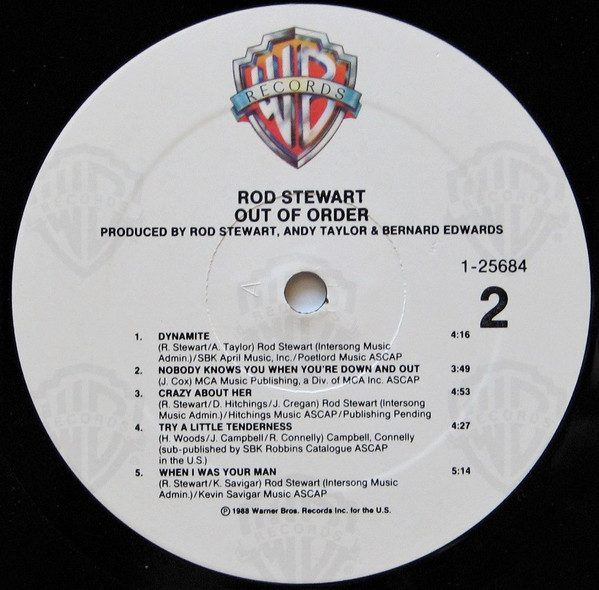 RECORDS
ROD STEWART
OUT OF ORDER
PRODUCED BY ROD STEWART, ANDY TAYLOR & BERNARD EDWARDS
1-25684
2
1. DYNAMITE 4:16
(R. Stewart/A. Taylor) Rod Stewart (Intersong Music
Admin.)/SBK April Music, Inc./Poetlord Music ASCAP
2. NOBODY KNOWS YOU WHEN YOU'RE DOWN AND OUT 3:49
(J. Cox) MCA Music Publishing, a Div. of MCA Inc. ASCAP
3. CRAZY ABOUT HER 4:53
(R. Stewart/D. Hitchings/J. Cregan) Rod Stewart (Intersong
Music Admin.)/Hitchings Music ASCAP/Publishing Pending
4. TRY A LITTLE TENDERNESS 4:27
(H. Woods/J. Campbell/R. Connelly) Campbell, Connelly
(sub-published by SBK Robbins Catalogue ASCAP
in the U.S.)
5. WHEN I WAS YOUR MAN 5:14
(R. Stewart/K. Savigar) Rod Stewart (Intersong Music
Admin.)/Kevin Savigar Music ASCAP
℗ 1988 Warner Bros. Records Inc. for the U.S.